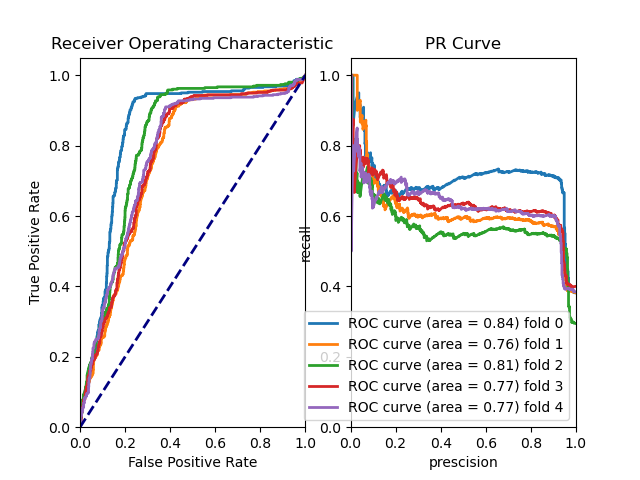 Receiver Operating Characteristic
1.0
0.8
0.6
0.4
0.2
0.0
True Positive Rate
0.0 0.2 0.4 0.6 0.8 1.0
False Positive Rate
PR Curve
1.0
0.8
0.6
0.4
0.2
0.0
recall
0.0 0.2 0.4 0.6 0.8 1.0
prescision
ROC curve (area = 0.84) fold 0
ROC curve (area = 0.76) fold 1
ROC curve (area = 0.81) fold 2
ROC curve (area = 0.77) fold 3
ROC curve (area = 0.77) fold 4